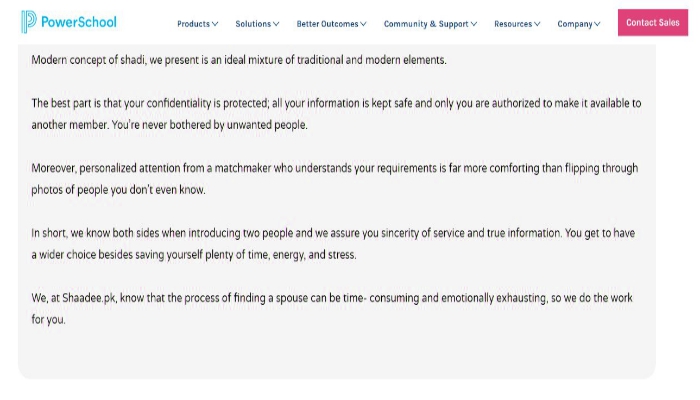 PowerSchool Products Solutions Better Outcomes Community & Support Resources Company Contact Sales
Modern concept of shadi, we present is an ideal mixture of traditional and modern elements.
The best part is that your confidentiality is protected; all your information is kept safe and only you are authorized to make it available to
another member. You're never bothered by unwanted people.
Moreover, personalized attention from a matchmaker who understands your requirements is far more comforting than flipping through
photos of people you don't even know.
In short, we know both sides when introducing two people and we assure you sincerity of service and true information. You get to have
a wider choice besides saving yourself plenty of time, energy, and stress.
We, at Shaadee.pk, know that the process of finding a spouse can be time- consuming and emotionally exhausting, so we do the work
for you.